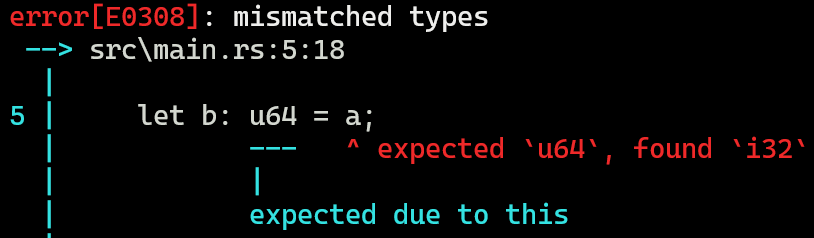 error[E0308]: mismatched types
 --> src\main.rs:5:18
  |
5 |     let b: u64 = a;
  |            ---   ^ expected `u64`, found `i32`
  |            |
  |            expected due to this
  |